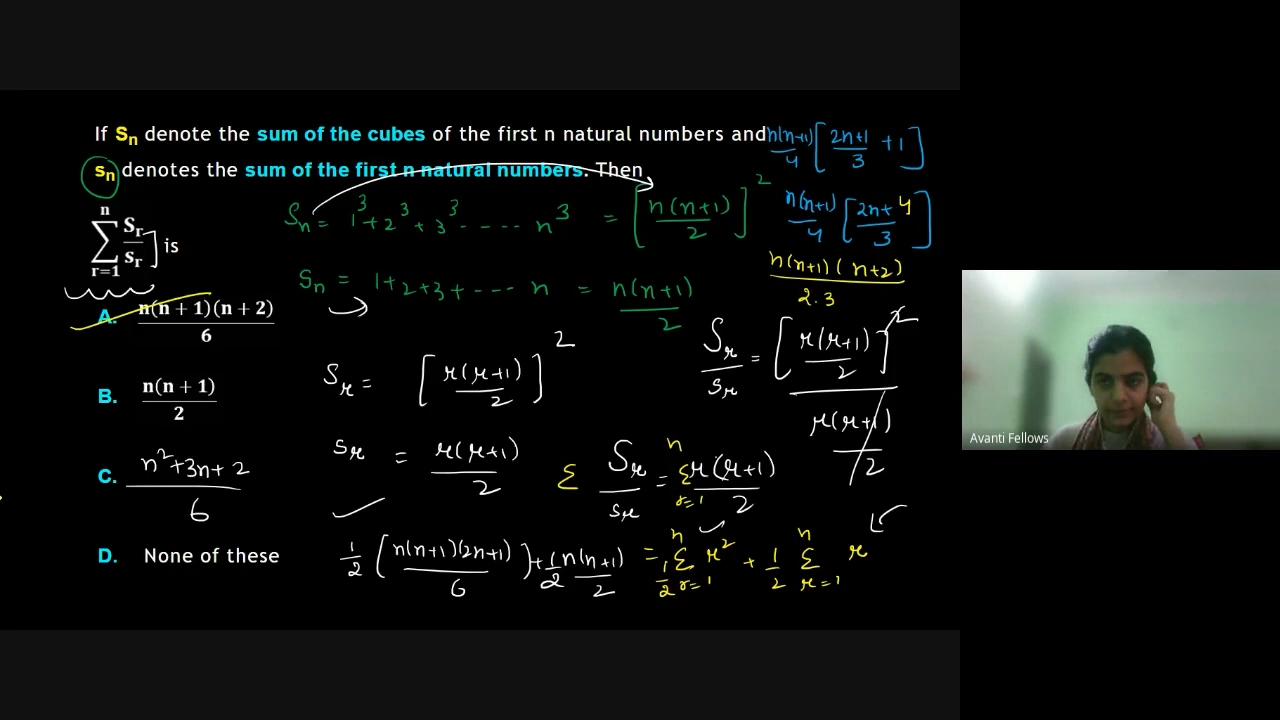 If Sn denote the sum of the cubes of the first n natural numbers and
sn denotes the sum of the first n natural numbers. Then
n
∑ Sr/sr is
r=1
Sn = 1³ + 2³ + 3³ ------- n³ = [n(n+1)/2]²
Sn = 1+2+3+ ---- n = n(n+1)/2
n(n+1)/4 [2n+1/3 + 1]
n(n+1)/4 [2n+4/3]
n(n+1)(n+2)/2.3
A. n(n + 1)(n + 2)/6
B. n(n + 1)/2
C. n²+3n+2/6
D. None of these
Sr = [r(r+1)/2]²
sr = r(r+1)/2
Sr/sr = [r(r+1)/2]²/r(r+1)/2
∑ Sr/sr = n∑r=1 r(r+1)/2
= 1/2 n∑r=1 r² + 1/2 n∑r=1 r
1/2 (n(n+1)(2n+1)/6) + 1/2 n(n+1)/2
Avanti Fellows